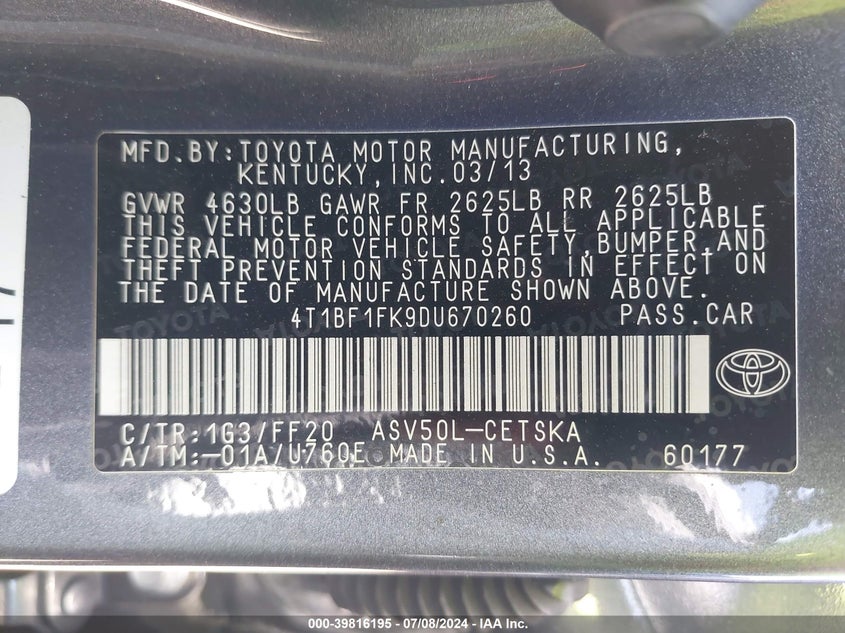 MFD.BY:TOYOTA MOTOR MANUFACTURING,
KENTUCKY,INC.03/13
GVWR 4630LB GAWR FR 2625LB RR 2625LB
THIS VEHICLE CONFORMS TO ALL APPLICABLE
FEDERAL MOTOR VEHICLE SAFETY,BUMPER,AND
THEFT PREVENTION STANDARDS IN EFFECT ON
THE DATE OF MANUFACTURE SHOWN ABOVE.
4T1BF1FK9DU670260 PASS.CAR
C/TR:1G3/FF20 ASV50L-CETSKA
A/TM:-01A/U760E MADE IN U.S.A. 60177
000-39816195 - 07/08/2024 - IAA Inc.